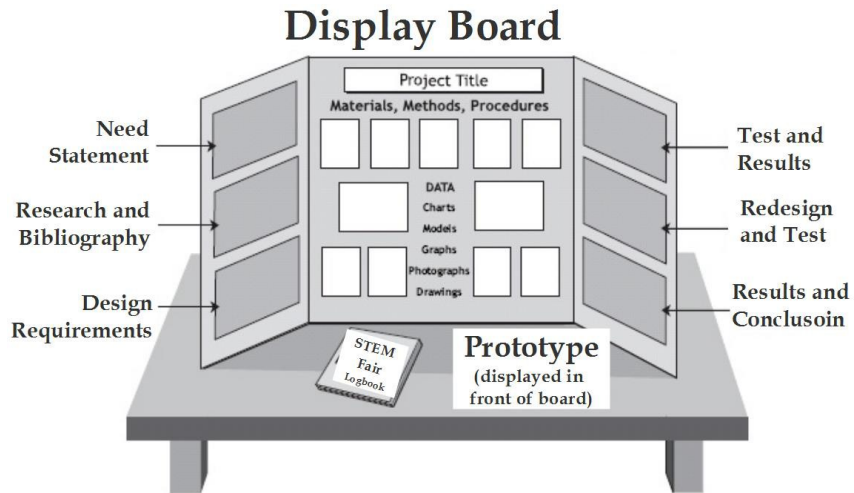 Display Board
Project Title
Materials, Methods, Procedures
Need
Statement
Research and
Bibliography
Design
Requirements
DATA
Charts
Models
Graphs
Photographs
Drawings
Test and
Results
Redesign
and Test
Results and
Conclusoin
STEM
Fair
Logbook
Prototype
(displayed in
front of board)